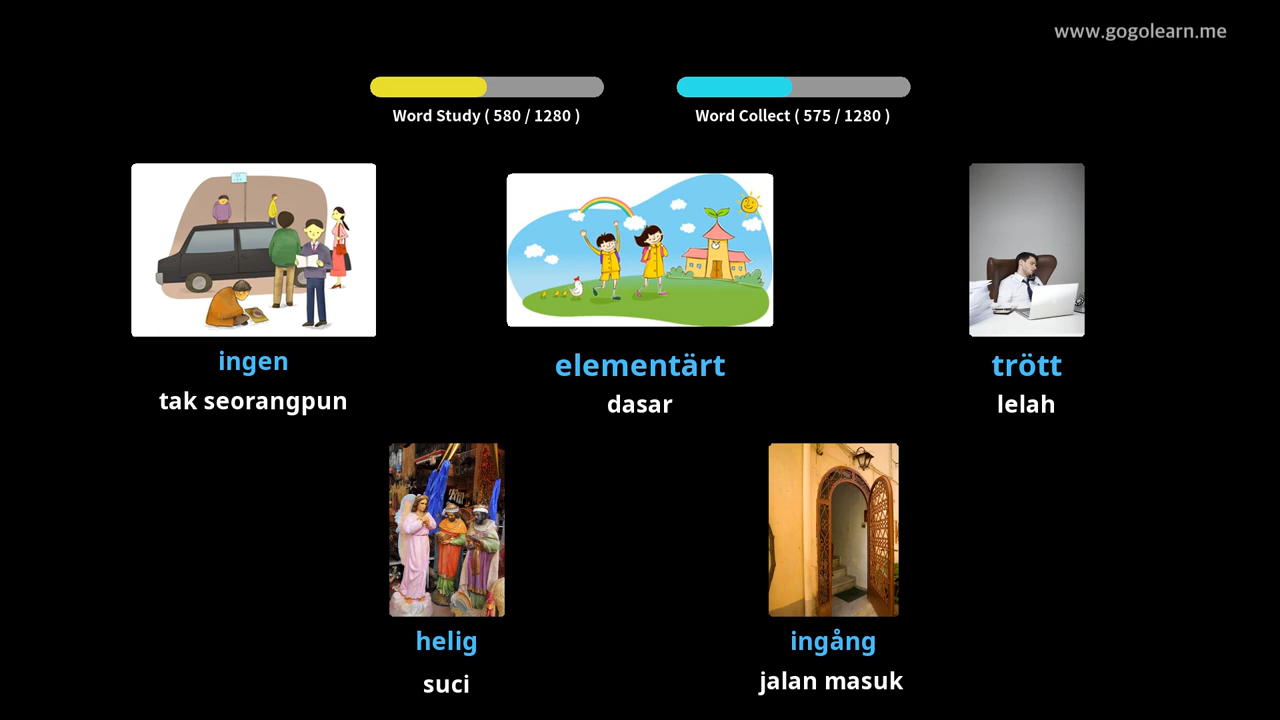 www.gogolearn.me
Word Study ( 580 / 1280 )
Word Collect ( 575 / 1280 )
ingen
tak seorangpun
elementärt
dasar
trött
lelah
helig
suci
ingång
jalan masuk